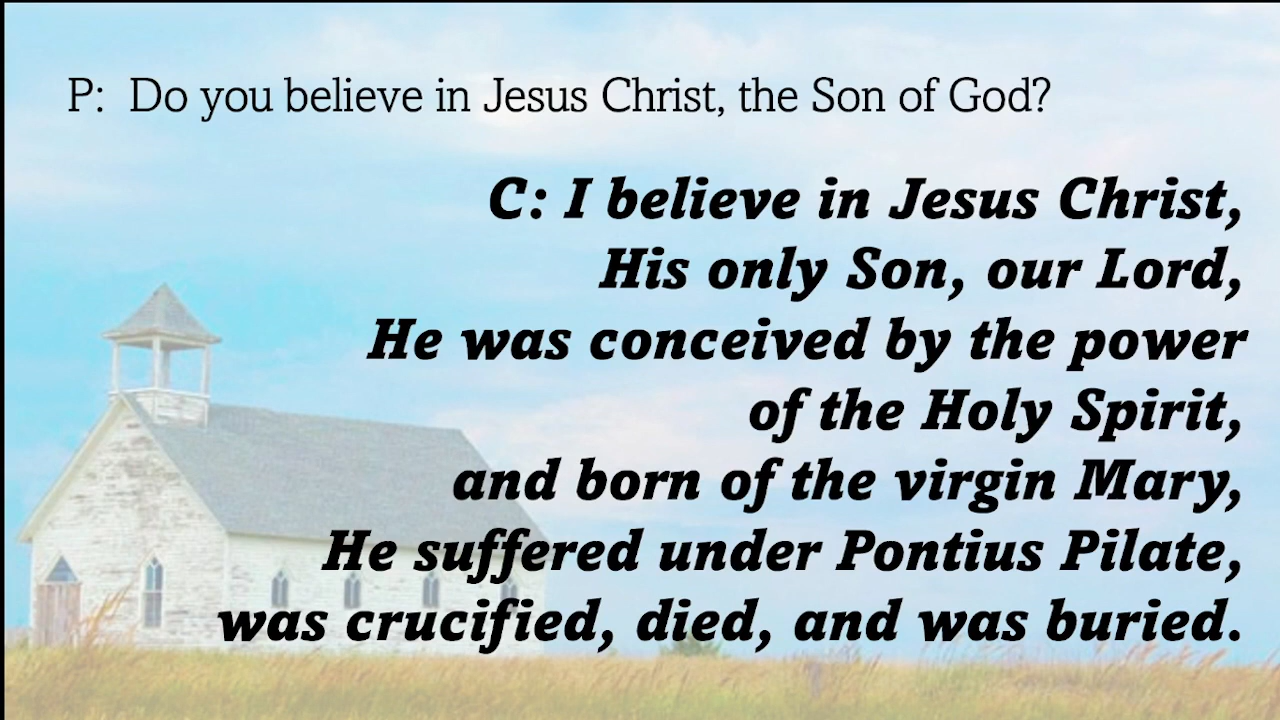 P: Do you believe in Jesus Christ, the Son of God?
C: I believe in Jesus Christ,
His only Son, our Lord,
He was conceived by the power
of the Holy Spirit,
and born of the virgin Mary,
He suffered under Pontius Pilate,
was crucified, died, and was buried.